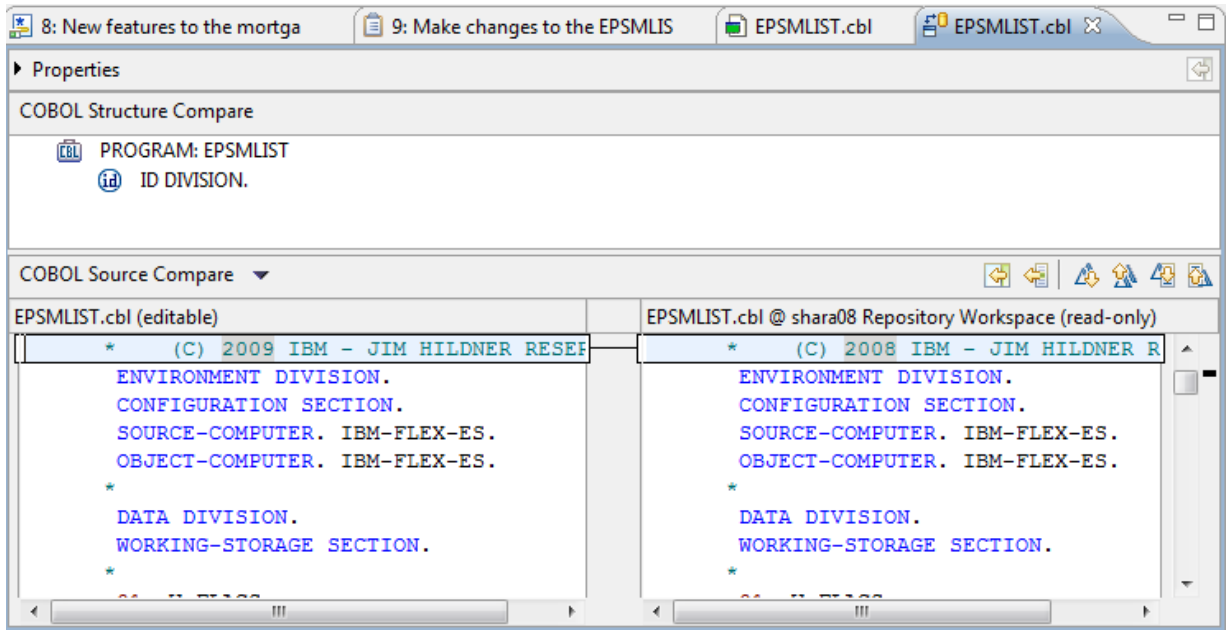 8: New features to the mortga 9: Make changes to the EPSMLIS EPSMLIST.cbl EPSMLIST.cbl
Properties
COBOL Structure Compare
CBL PROGRAM: EPSMLIST
id ID DIVISION.
COBOL Source Compare
EPSMLIST.cbl (editable) EPSMLIST.cbl @ shara08 Repository Workspace (read-only)
* (C) 2009 IBM - JIM HILDNER RESER * (C) 2008 IBM - JIM HILDNER R
ENVIRONMENT DIVISION. ENVIRONMENT DIVISION.
CONFIGURATION SECTION. CONFIGURATION SECTION.
SOURCE-COMPUTER. IBM-FLEX-ES. SOURCE-COMPUTER. IBM-FLEX-ES.
OBJECT-COMPUTER. IBM-FLEX-ES. OBJECT-COMPUTER. IBM-FLEX-ES.
* *
DATA DIVISION. DATA DIVISION.
WORKING-STORAGE SECTION. WORKING-STORAGE SECTION.
* *